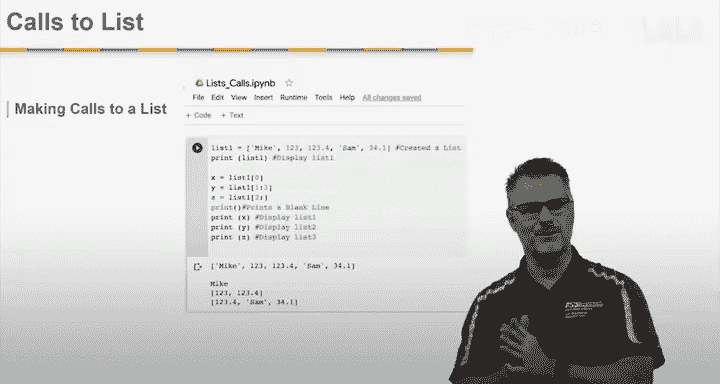 Calls to List
Making Calls to a List
Lists_Calls.ipynb
File Edit View Insert Runtime Tools Help All changes saved
+ Code + Text
list1 = ['Mike', 123, 123.4, 'Sam', 34.1] #Created a List
print (list1) #Display list1
x = list1[0]
y = list1[1:3]
z = list1[2:]
print()#Prints a Blank Line
print (x) #Display list1
print (y) #Display list2
print (z) #Display list3
['Mike', 123, 123.4, 'Sam', 34.1]
Mike
[123, 123.4]
[123.4, 'Sam', 34.1]